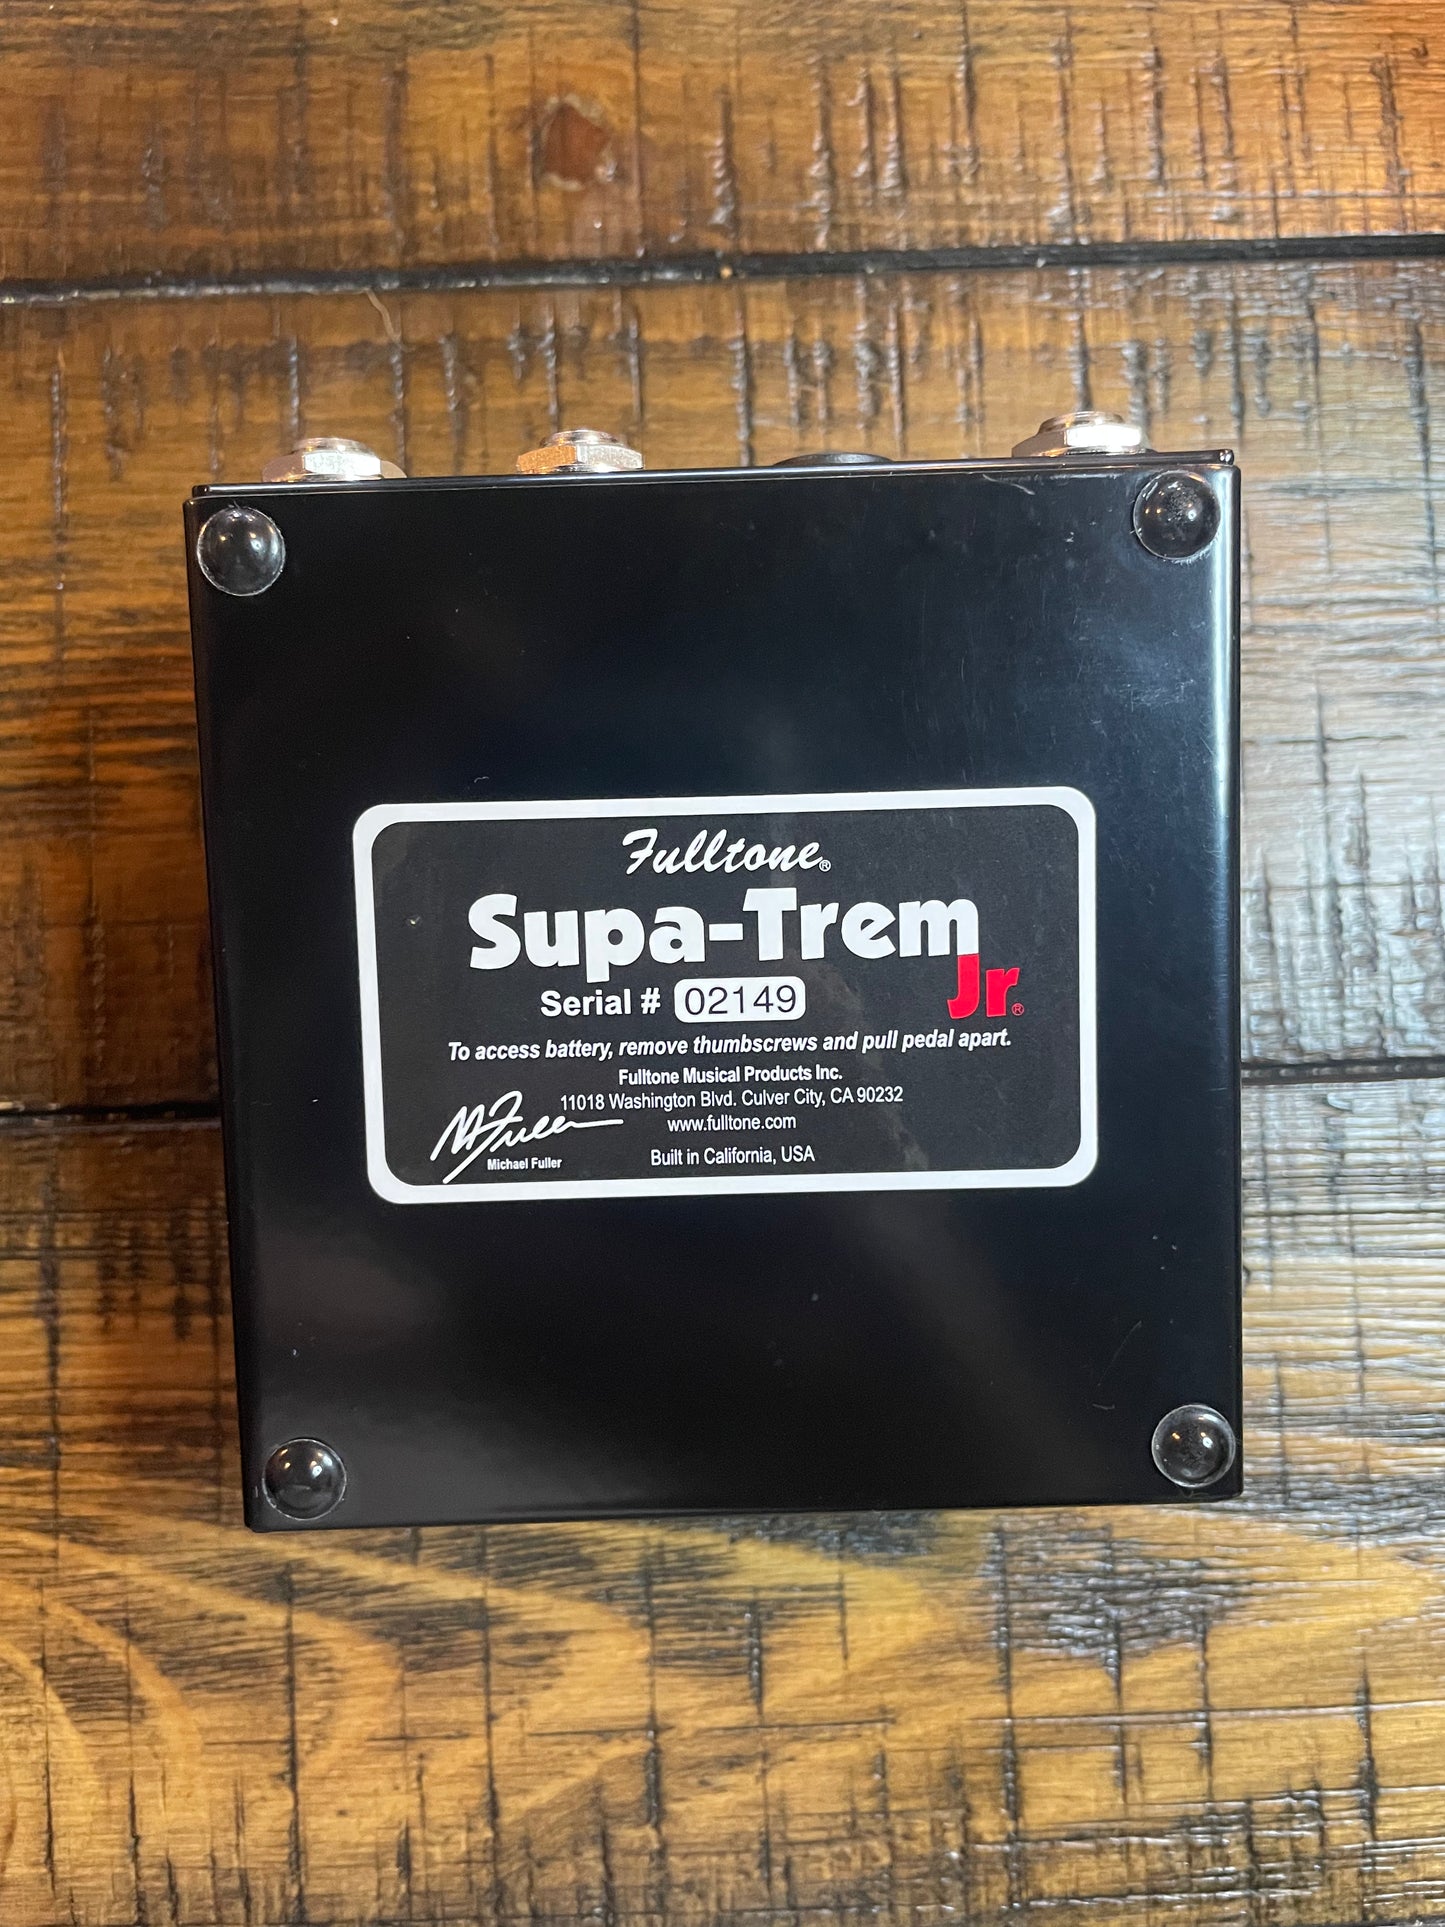 Fulltone®
Supa-Trem
Jr®
Serial # 02149
To access battery, remove thumbscrews and pull pedal apart.
Fulltone Musical Products Inc.
11018 Washington Blvd. Culver City, CA 90232
www.fulltone.com
M Fuller
Michael Fuller
Built in California, USA